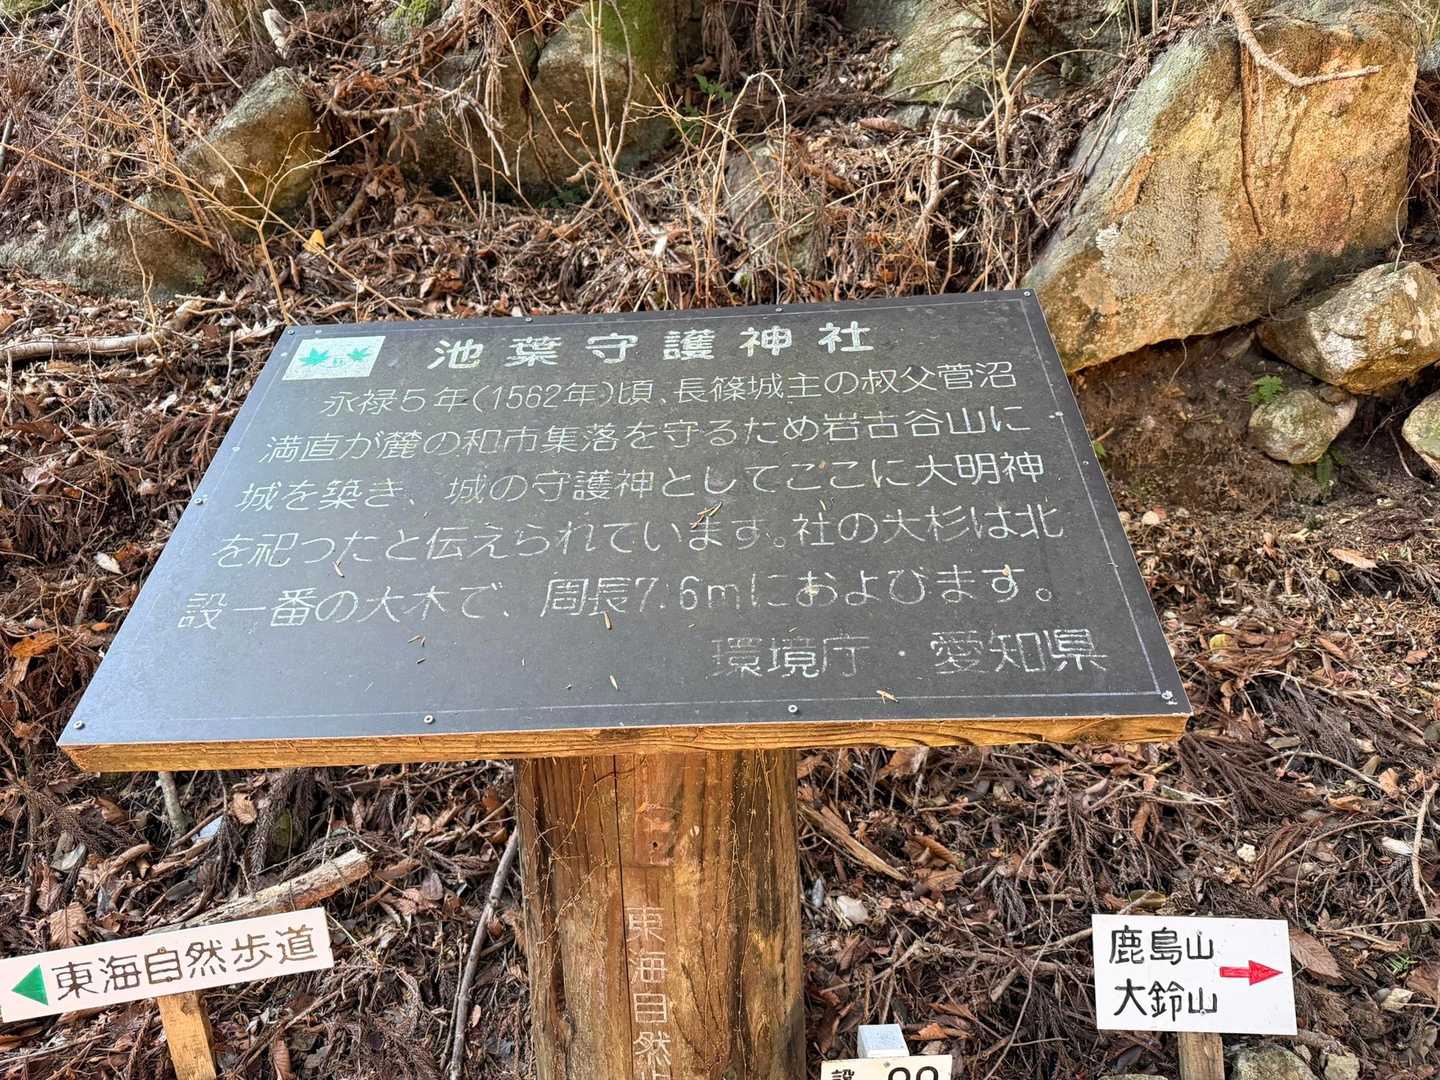 池葉守護神社
永禄5年(1562年)頃、長篠城主の叔父菅沼
満直が麓の和市集落を守るため岩古谷山に
城を築き、城の守護神としてここに大明神
を祀ったと伝えられています。社の大杉は北
設一番の大木で、周長7.6mにおよびます。
環境庁・愛知県
東海自然歩道
東海自然
鹿島山
大鈴山